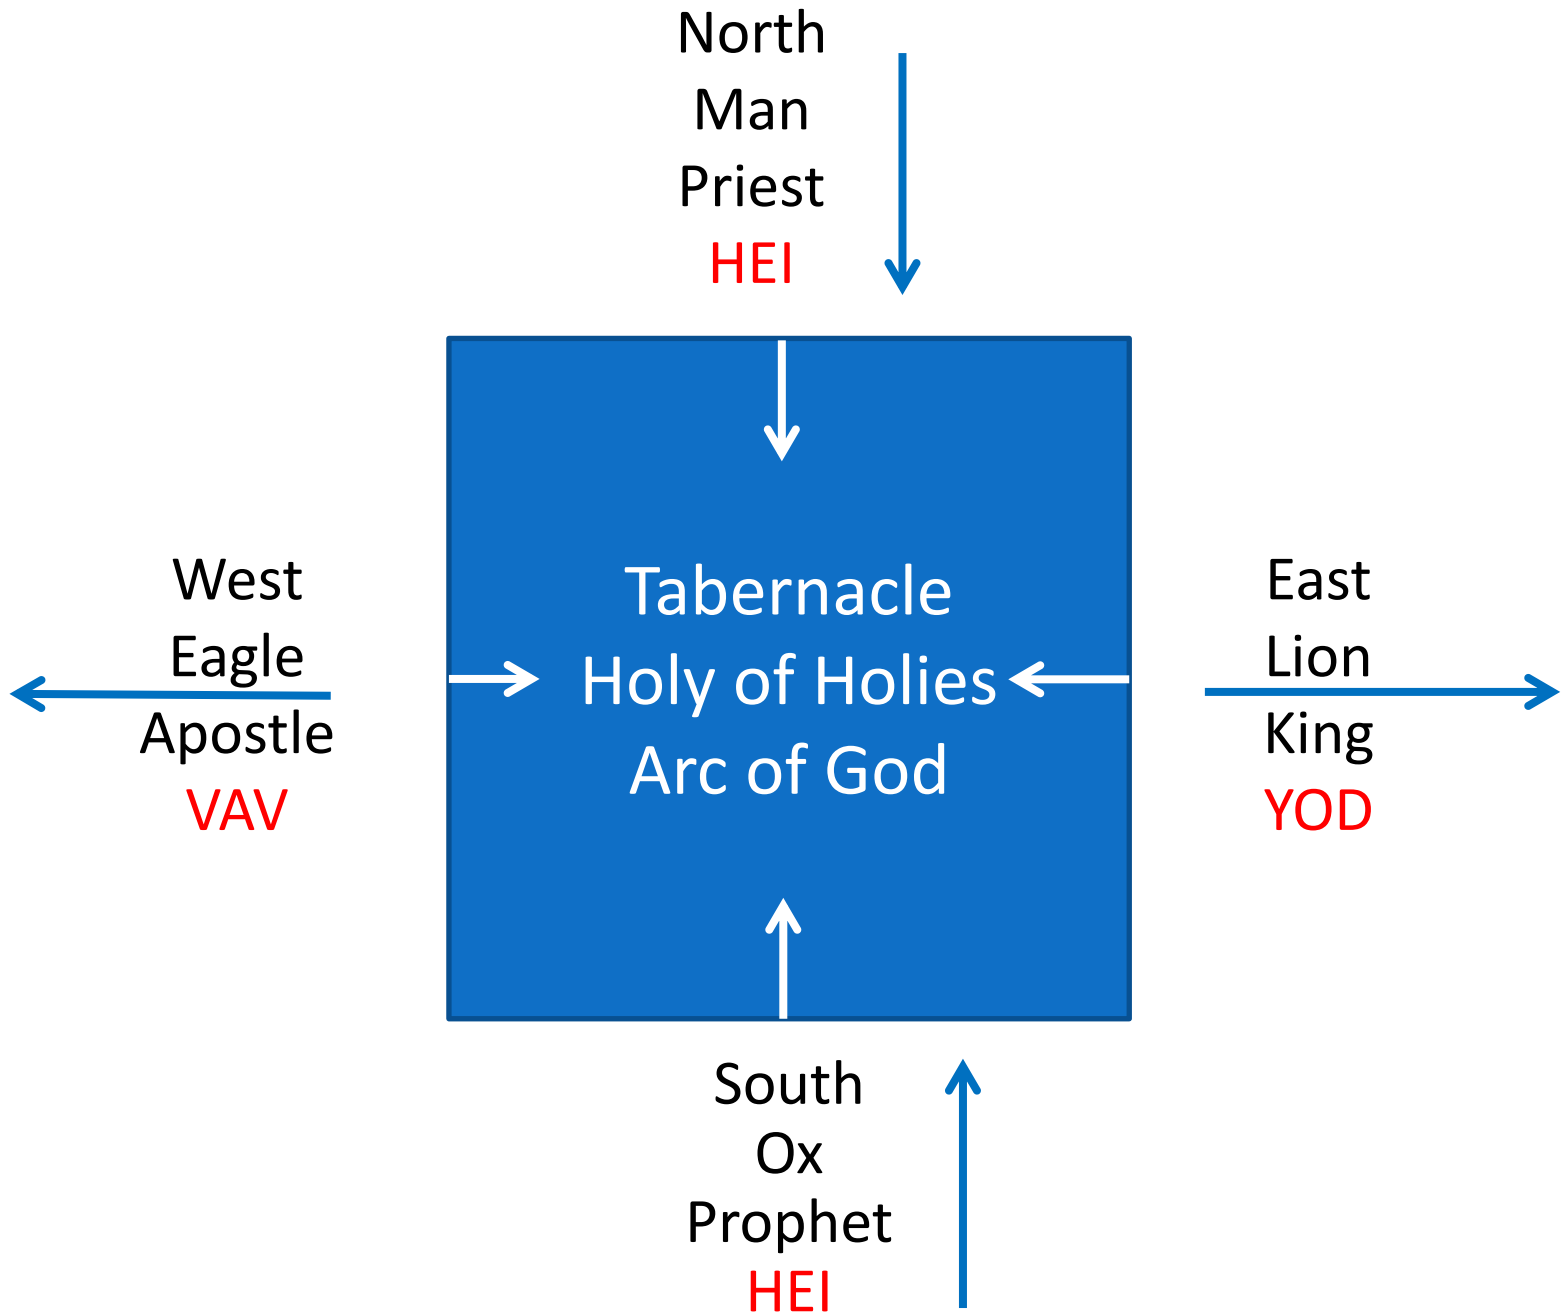 North
Man
Priest
HEI
West
Eagle
Apostle
VAV
Tabernacle
Holy of Holies
Arc of God
East
Lion
King
YOD
South
Ox
Prophet
HEI